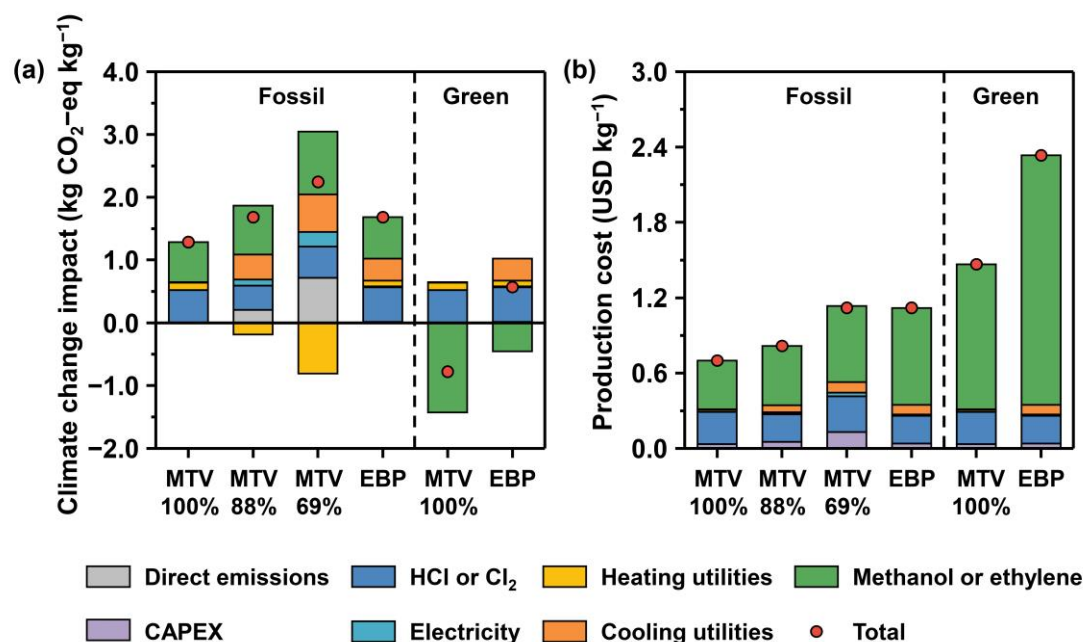 (a)
Climate change impact (kg CO₂−eq kg⁻¹)
4.0
3.0
2.0
1.0
0.0
−1.0
−2.0
Fossil
Green
MTV
100%
MTV
88%
MTV
69%
EBP
MTV
100%
EBP
(b)
Production cost (USD kg⁻¹)
3.0
2.4
1.8
1.2
0.6
0.0
Fossil
Green
MTV
100%
MTV
88%
MTV
69%
EBP
MTV
100%
EBP
Direct emissions
HCl or Cl₂
Heating utilities
Methanol or ethylene
CAPEX
Electricity
Cooling utilities
Total